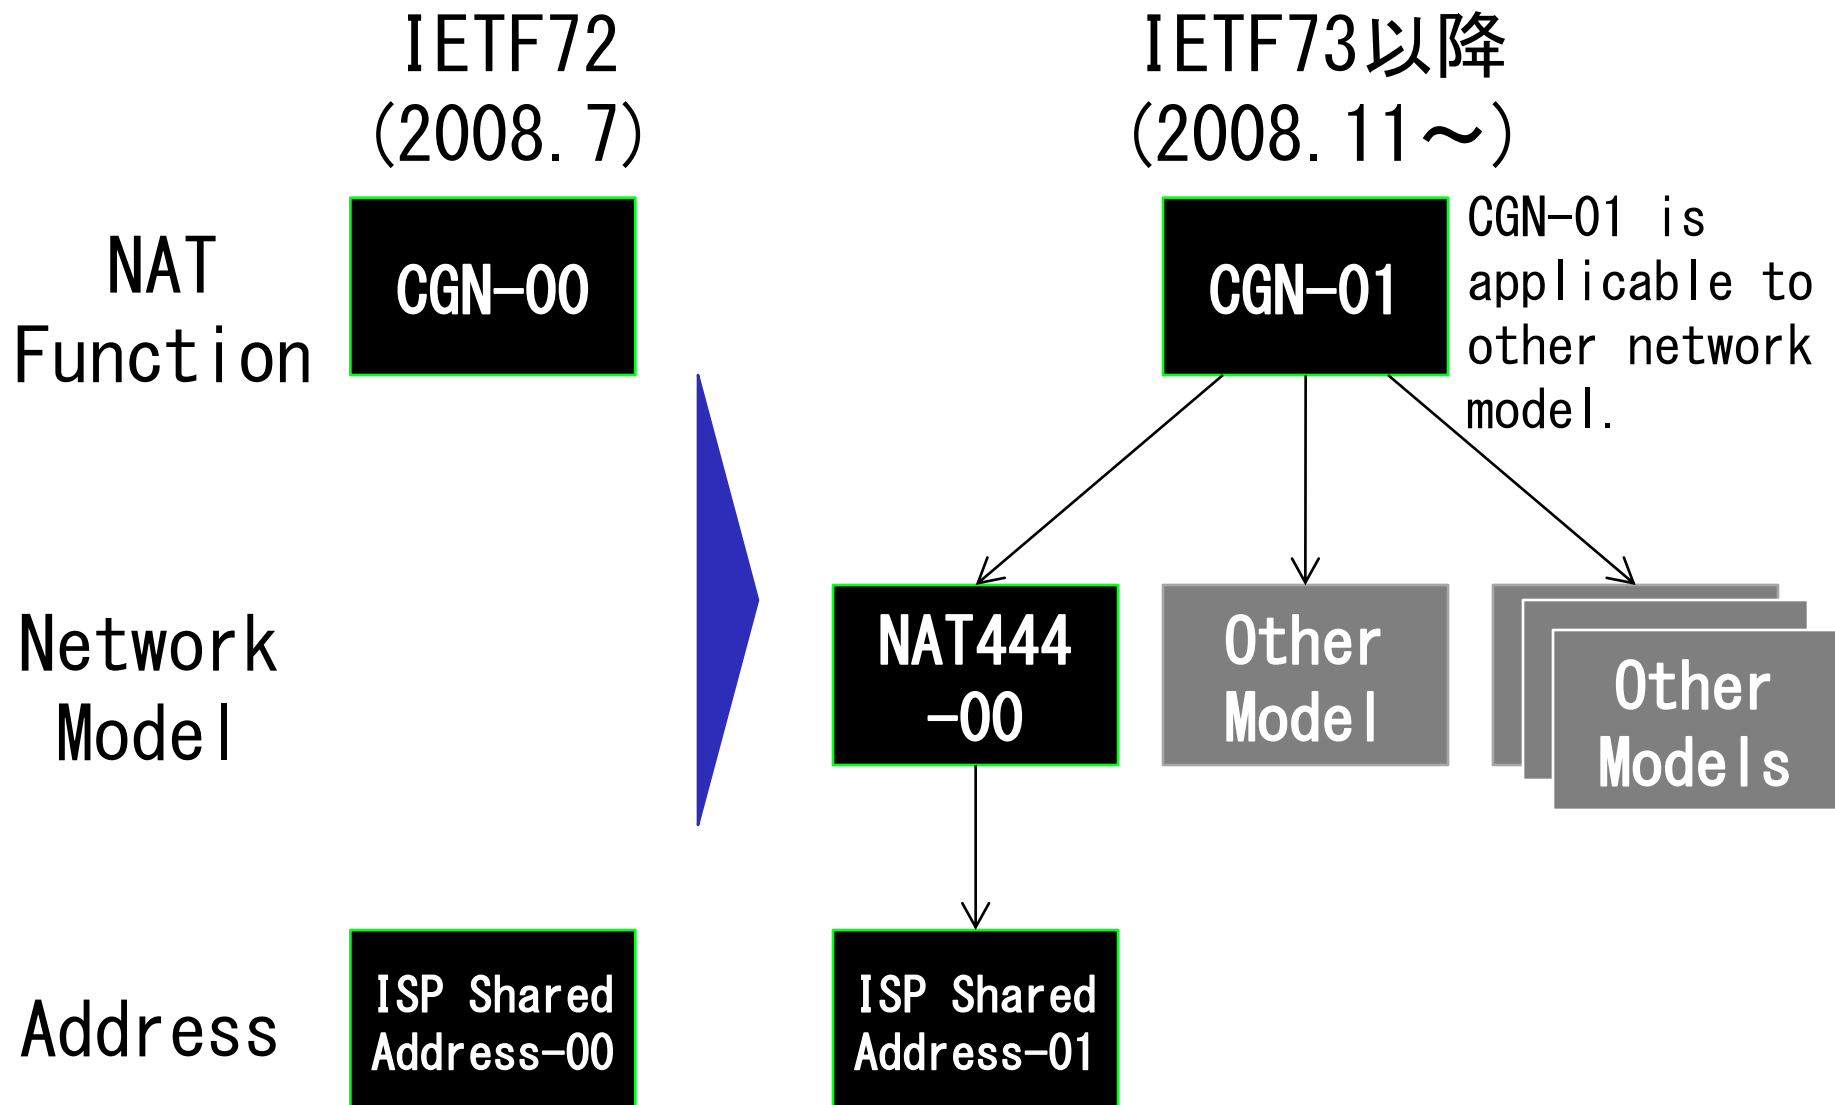 IETF72
(2008.7)
IETF73以降
(2008.11～)
NAT
Function
CGN-00
CGN-01
CGN-01 is
applicable to
other network
model.
Network
Model
NAT444
-00
Other
Model
Other
Models
Address
ISP Shared
Address-00
ISP Shared
Address-01